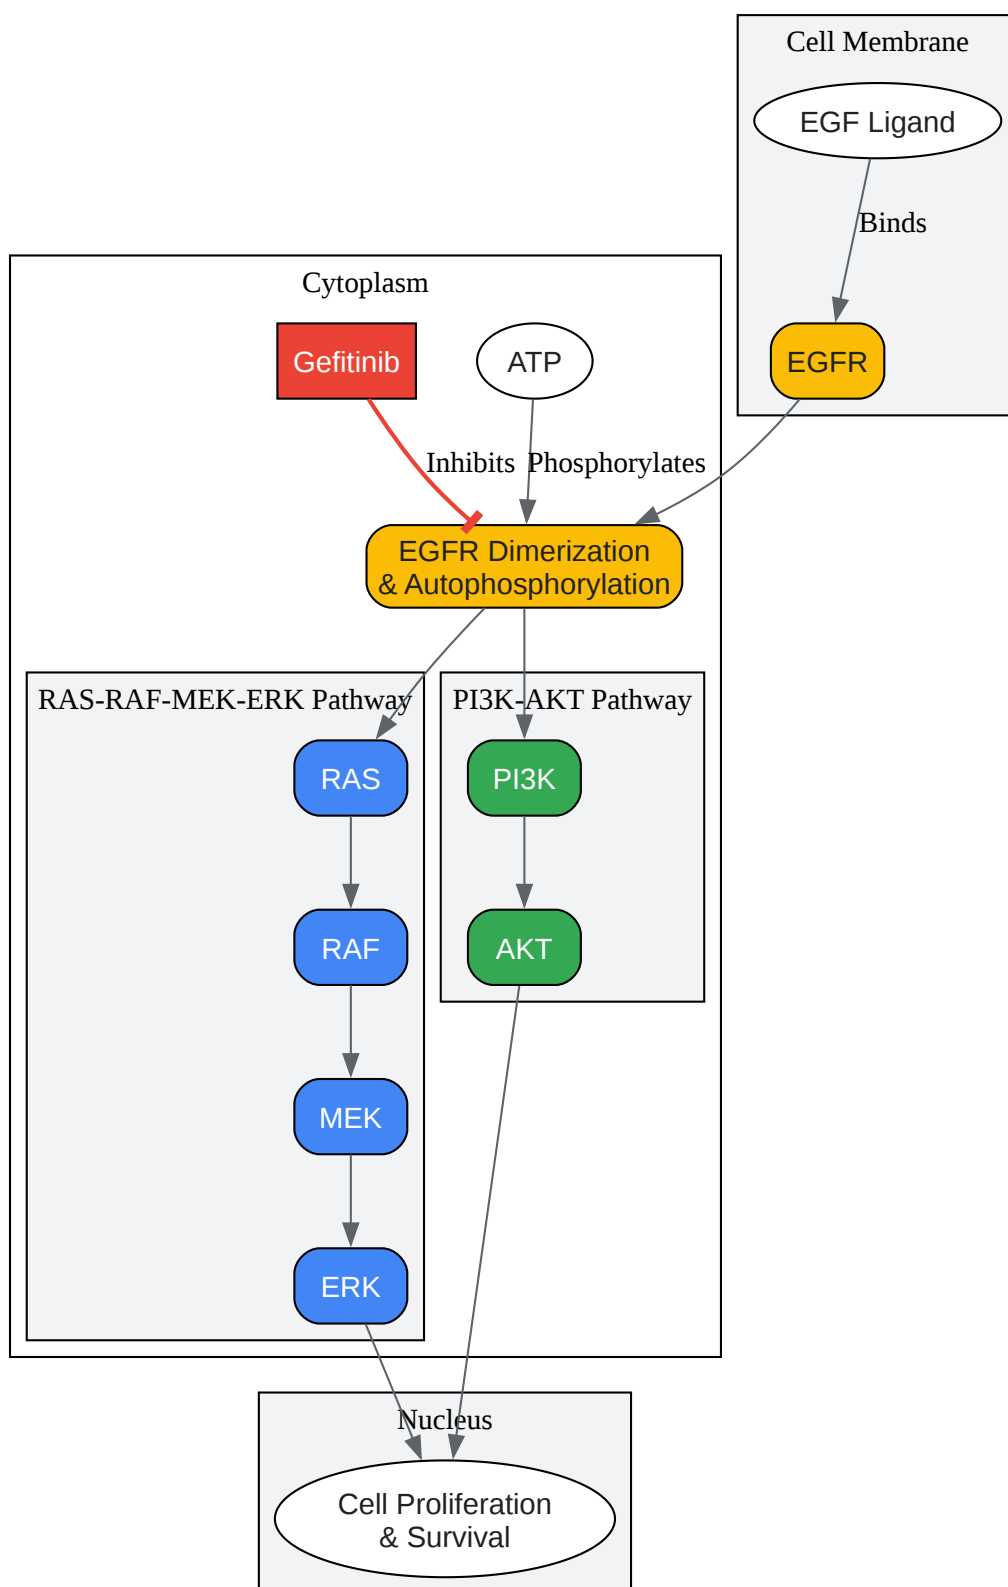 Cell Membrane
EGF Ligand
Binds
Cytoplasm
Gefitinib
ATP
EGFR
Inhibits
Phosphorylates
EGFR Dimerization
& Autophosphorylation
RAS-RAF-MEK-ERK Pathway
PI3K-AKT Pathway
RAS
PI3K
RAF
AKT
MEK
ERK
Nucleus
Cell Proliferation
& Survival